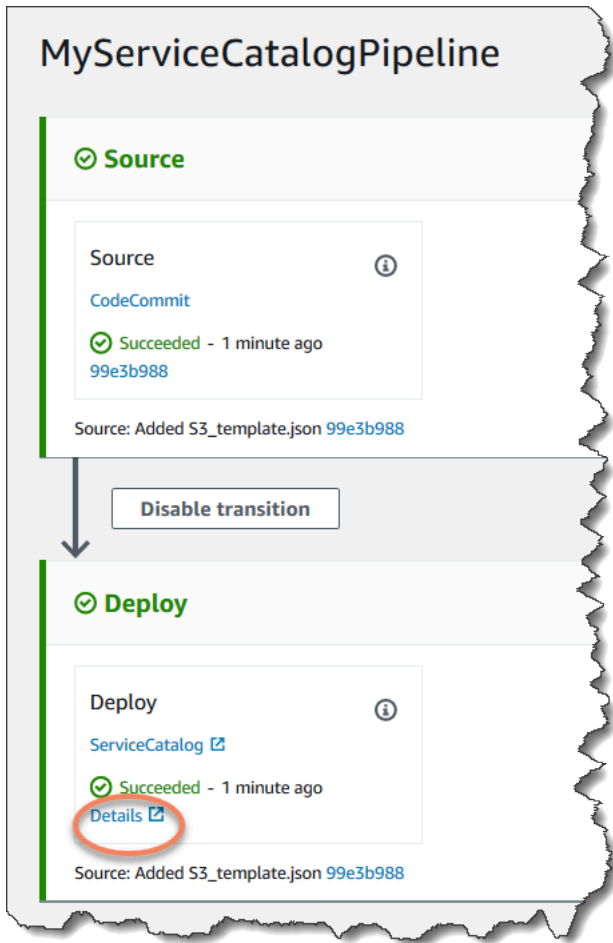 MyServiceCatalogPipeline
Source
Source
CodeCommit
Succeeded - 1 minute ago
99e3b988
Source: Added S3_template.json 99e3b988
Disable transition
Deploy
Deploy
ServiceCatalog
Succeeded - 1 minute ago
Details
Source: Added S3_template.json 99e3b988